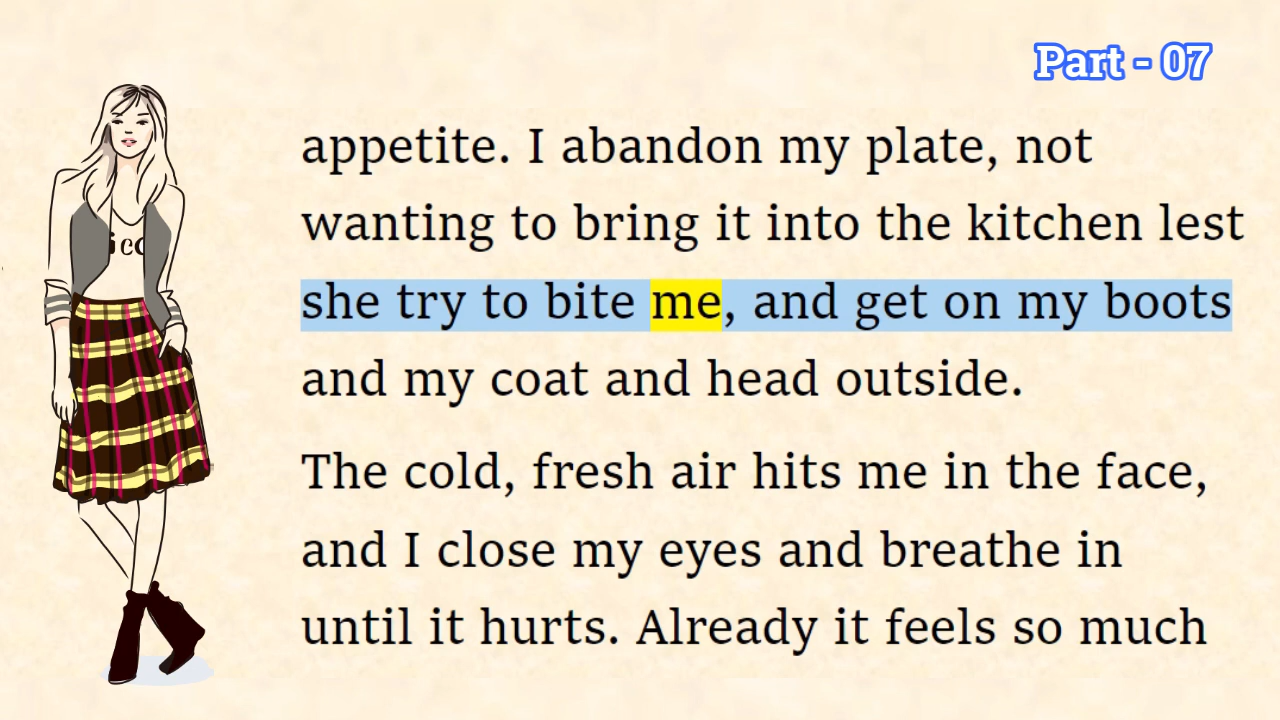 Part - 07
appetite. I abandon my plate, not
wanting to bring it into the kitchen lest
she try to bite me, and get on my boots
and my coat and head outside.
The cold, fresh air hits me in the face,
and I close my eyes and breathe in
until it hurts. Already it feels so much